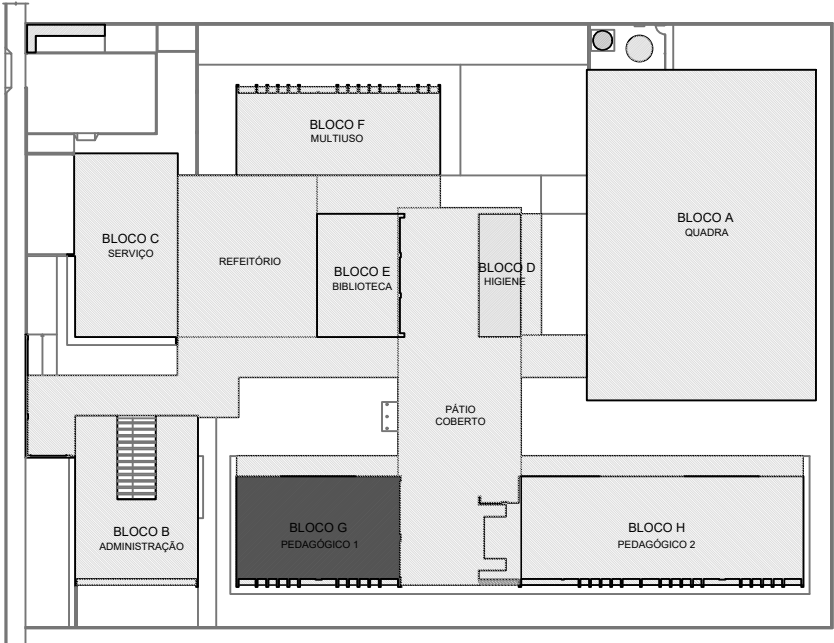 BLOCO F
MULTIUSO
BLOCO A
QUADRA
BLOCO C
SERVIÇO
REFEITÓRIO
BLOCO E
BIBLIOTECA
BLOCO D
HIGIENE
PÁTIO
COBERTO
BLOCO B
ADMINISTRAÇÃO
BLOCO G
PEDAGÓGICO 1
BLOCO H
PEDAGÓGICO 2